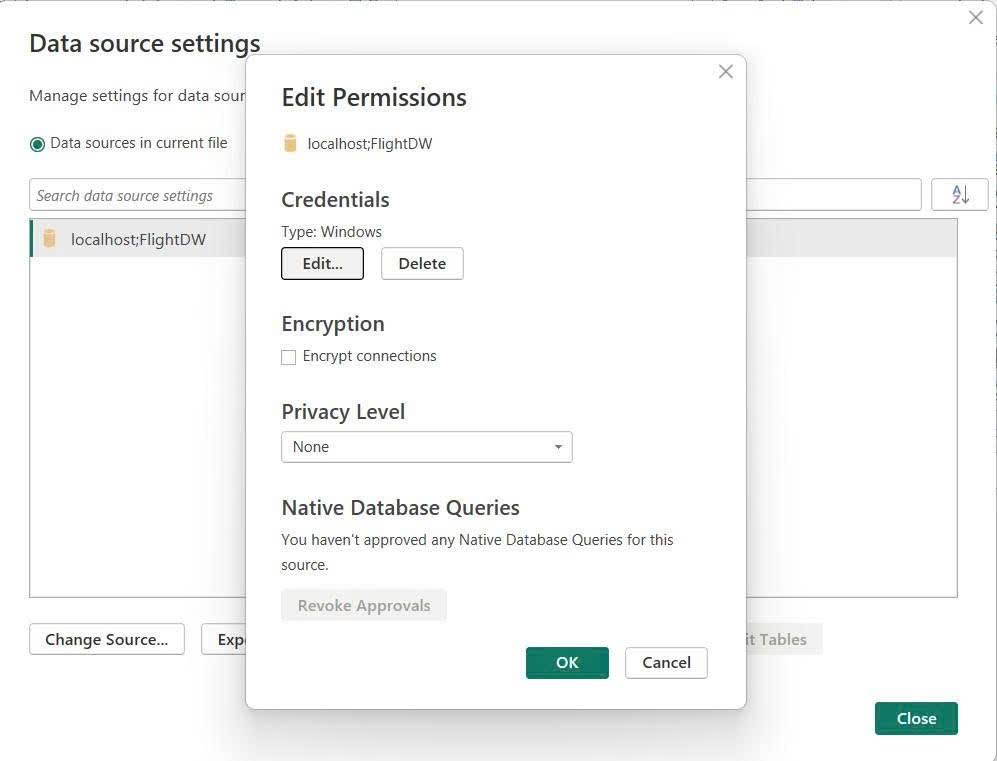 Data source settings
Manage settings for data sour
Data sources in current file
Search data source settings
localhost;FlightDW
Change Source...
Expo
it Tables
Close
Edit Permissions
localhost;FlightDW
Credentials
Type: Windows
Edit...
Delete
Encryption
Encrypt connections
Privacy Level
None
Native Database Queries
You haven't approved any Native Database Queries for this
source.
Revoke Approvals
OK
Cancel